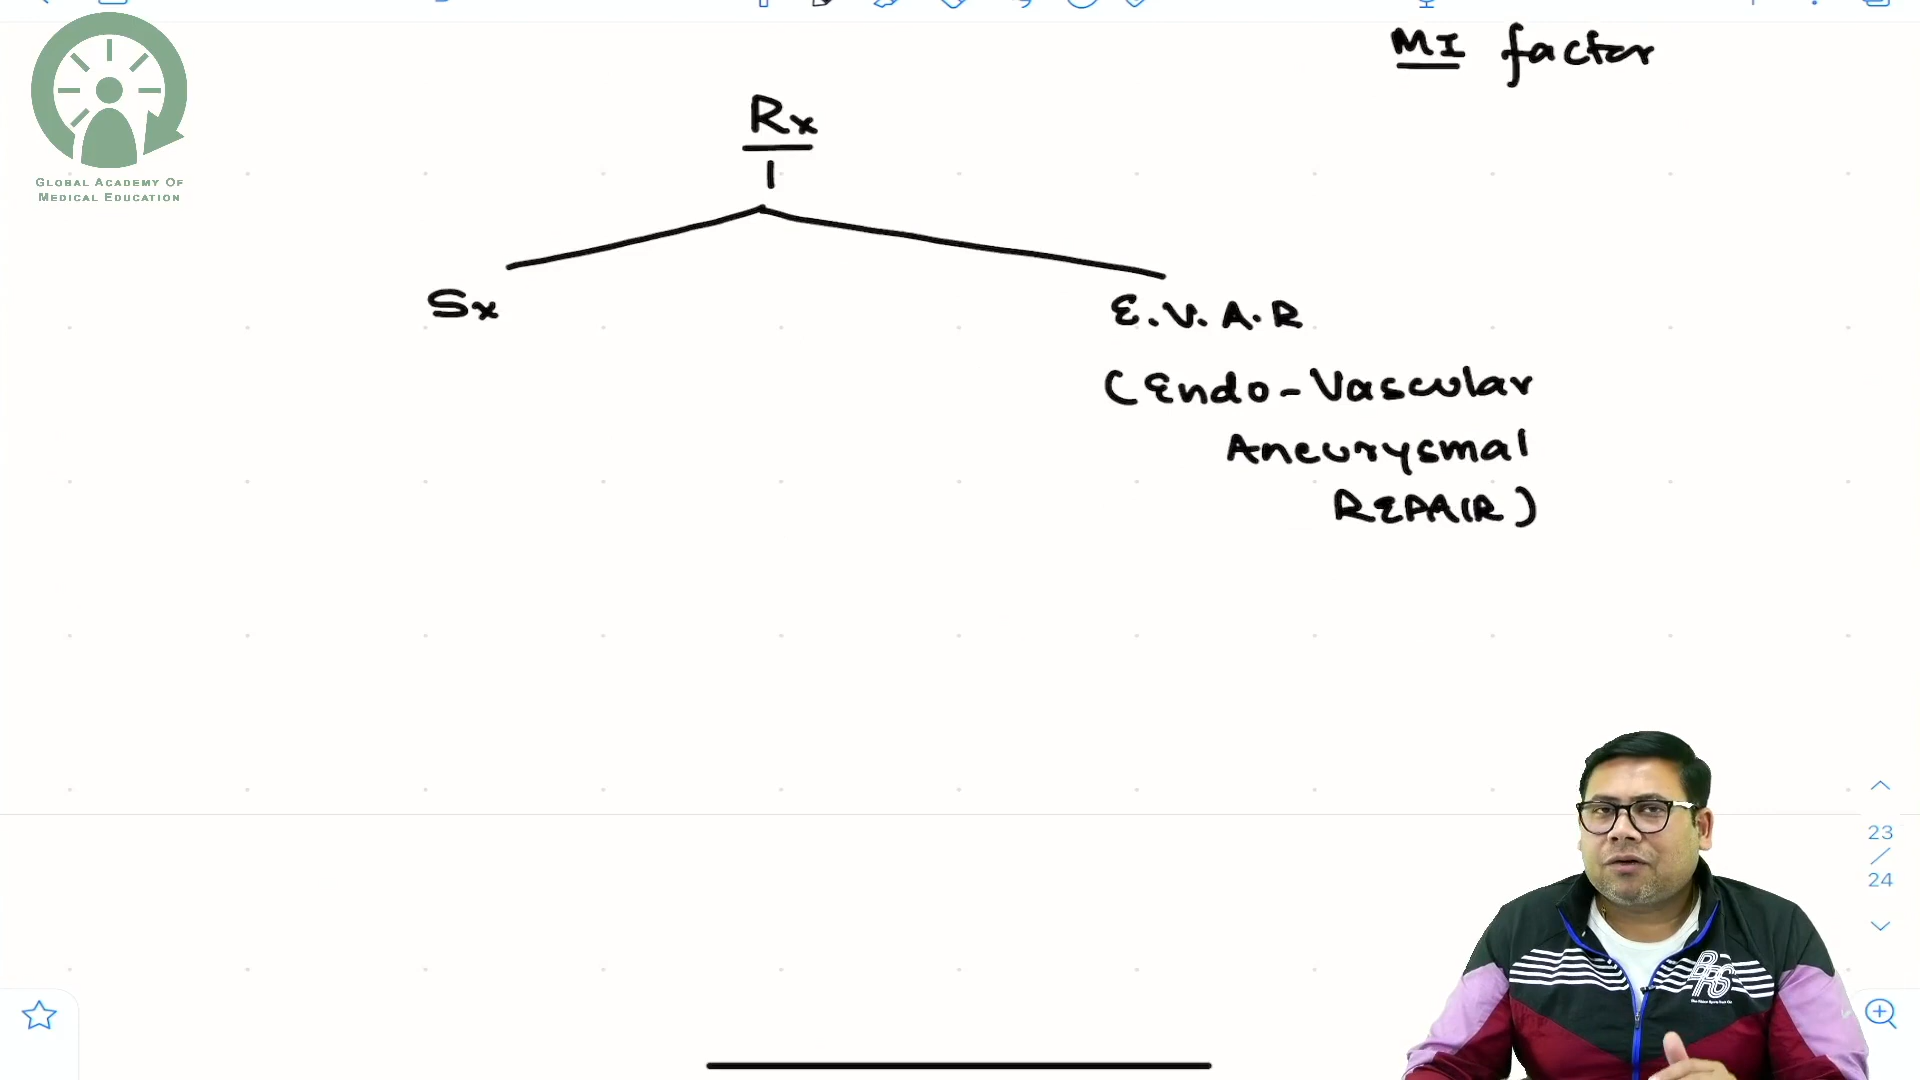 MI factor
GLOBAL ACADEMY OF
MEDICAL EDUCATION
Rx
Sx
E.V.A.R
(Endo-Vascular
Aneurysmal
REPAIR)
23
/
24